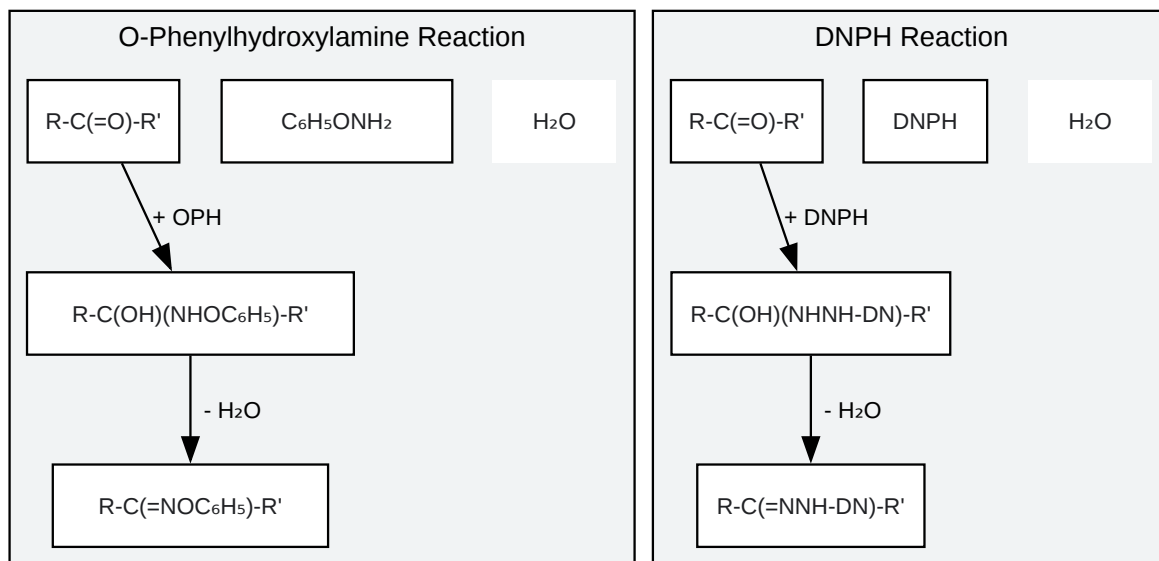 O-Phenylhydroxylamine Reaction
R-C(=O)-R'
C₆H₅ONH₂
H₂O
+ OPH
R-C(OH)(NHOC₆H₅)-R'
- H₂O
R-C(=NOC₆H₅)-R'
DNPH Reaction
R-C(=O)-R'
DNPH
H₂O
+ DNPH
R-C(OH)(NHNH-DN)-R'
- H₂O
R-C(=NNH-DN)-R'